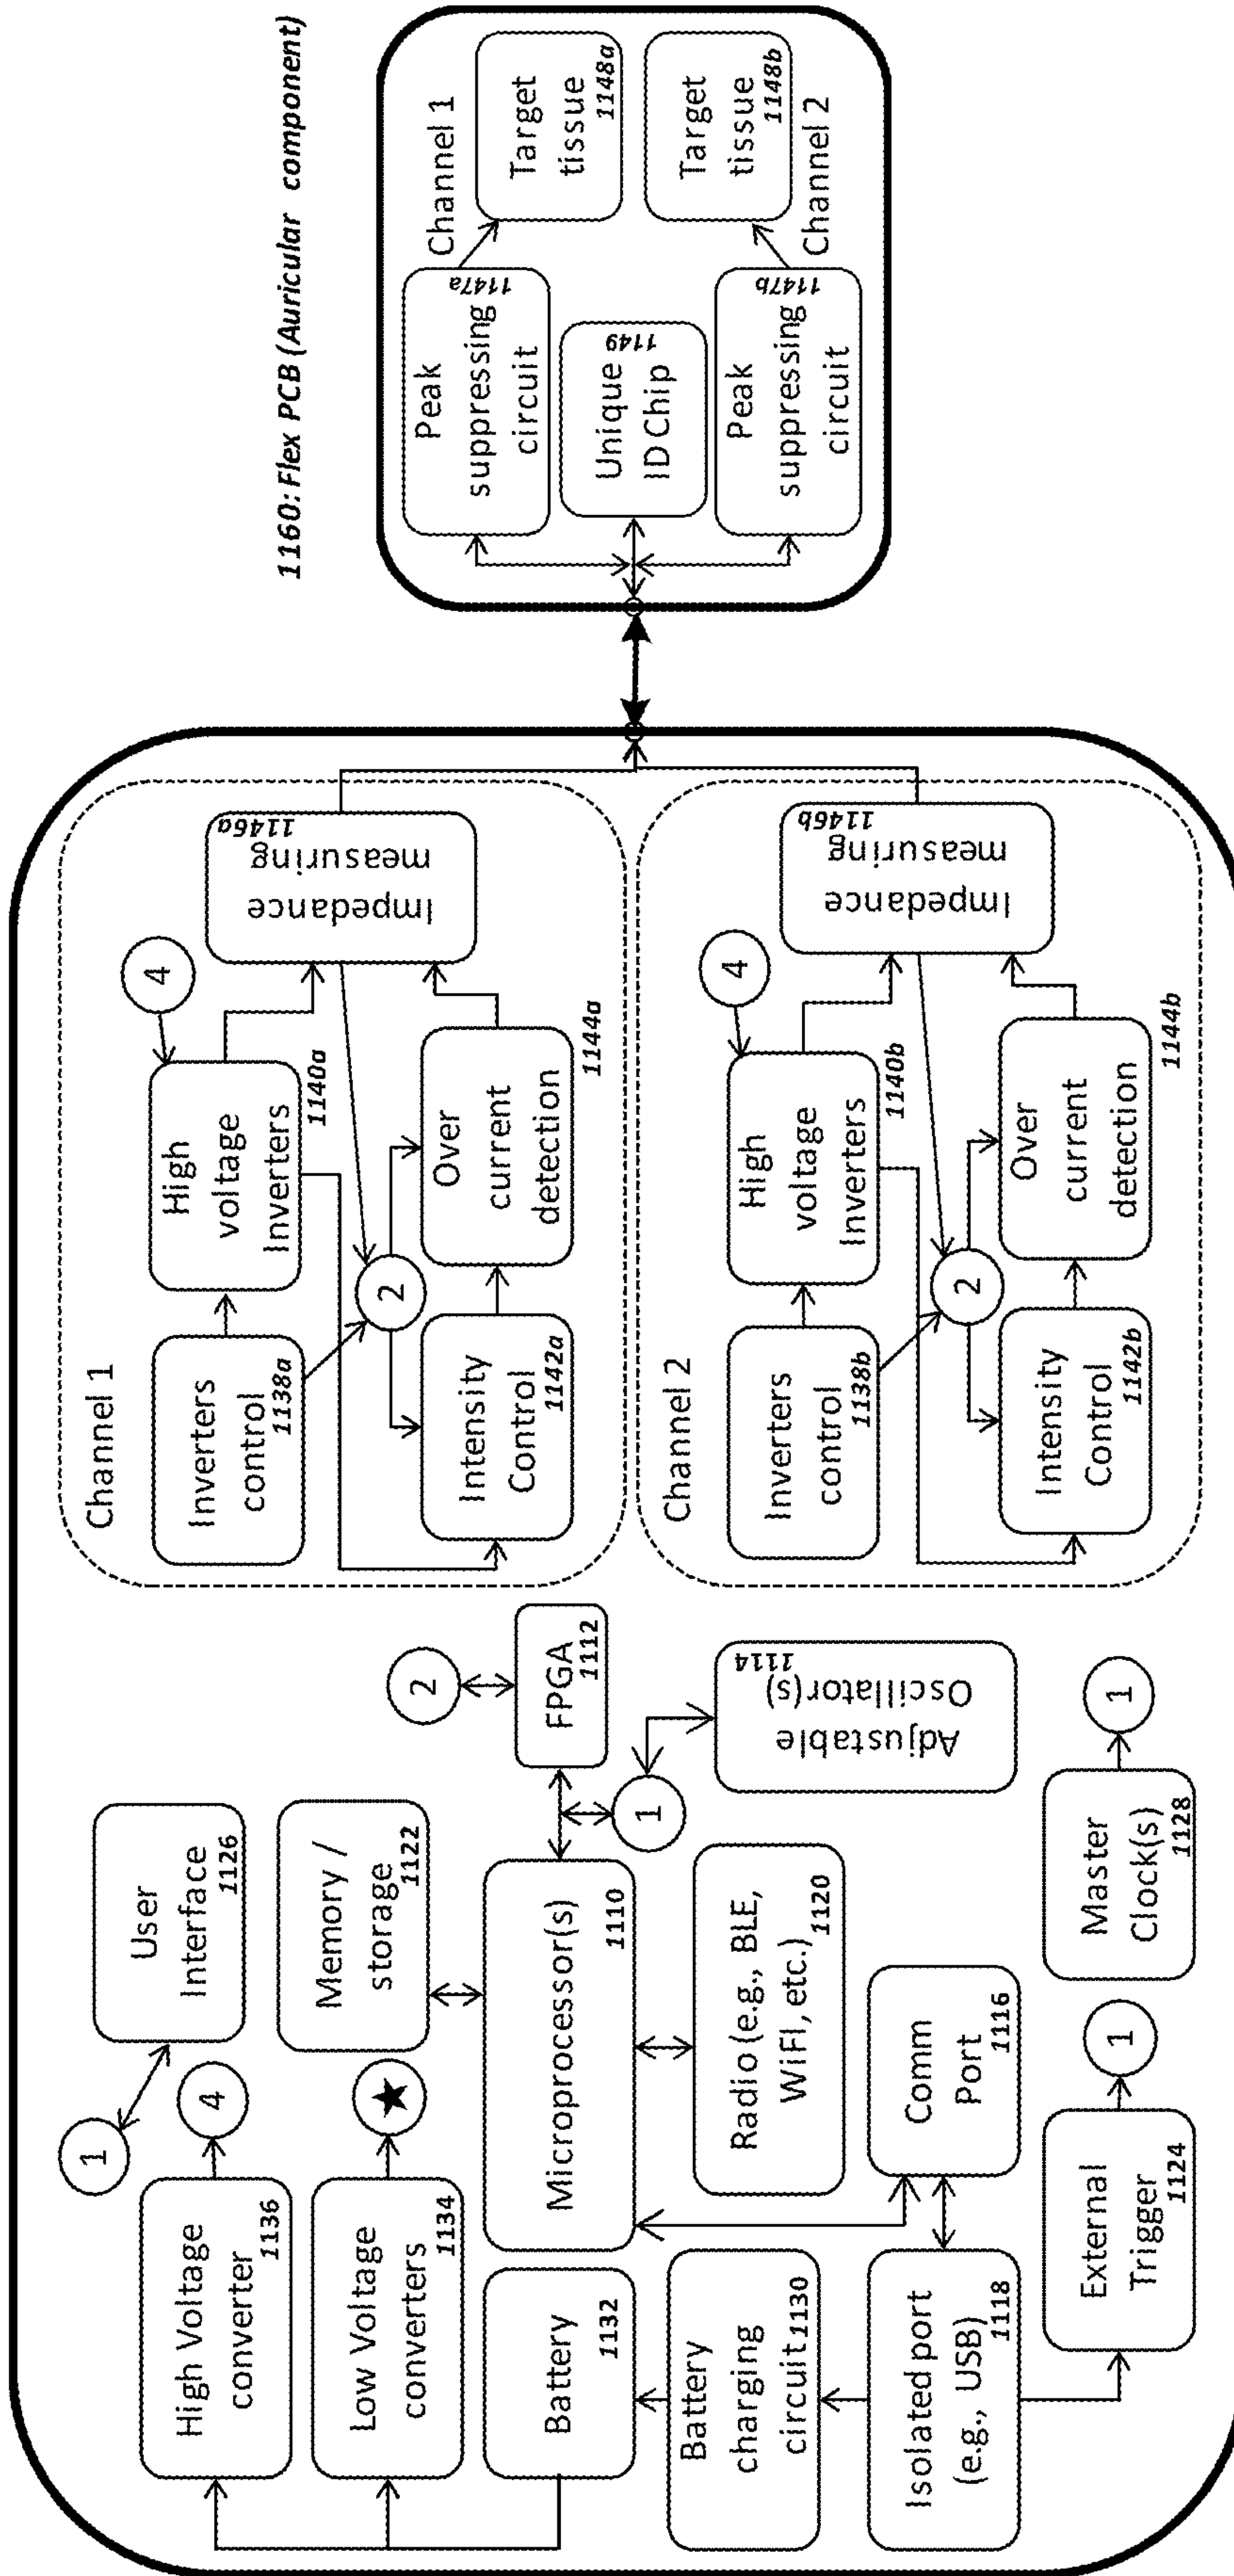 High Voltage
converter
1136
4
1
User
Interface
1126
Low Voltage
converters
1134
Memory /
storage
1122
Battery
1132
Microprocessor(s)
1110
FPGA
1112
2
1
Adjustable
Oscillator(s)
1114
Battery
charging
circuit 1130
Radio (e.g., BLE,
WiFI, etc.)
1120
Isolated port
(e.g., USB)
1118
Comm
Port
1116
External
Trigger
1124
1
Master
Clock(s)
1128
1
Channel 1
Inverters
control
1138a
High
voltage
Inverters
1140a
4
2
Intensity
Control
1142a
Over
current
detection
1144a
Impedance
measuring
1146a
Channel 2
Inverters
control
1138b
High
voltage
Inverters
1140b
4
2
Intensity
Control
1142b
Over
current
detection
1144b
Impedance
measuring
1146b
1160: Flex PCB (Auricular component)
Peak
suppressing
circuit
1147a
Channel 1
Target
tissue
1148a
Unique
ID Chip
1149
Peak
suppressing
circuit
1147b
Target
tissue
1148b
Channel 2